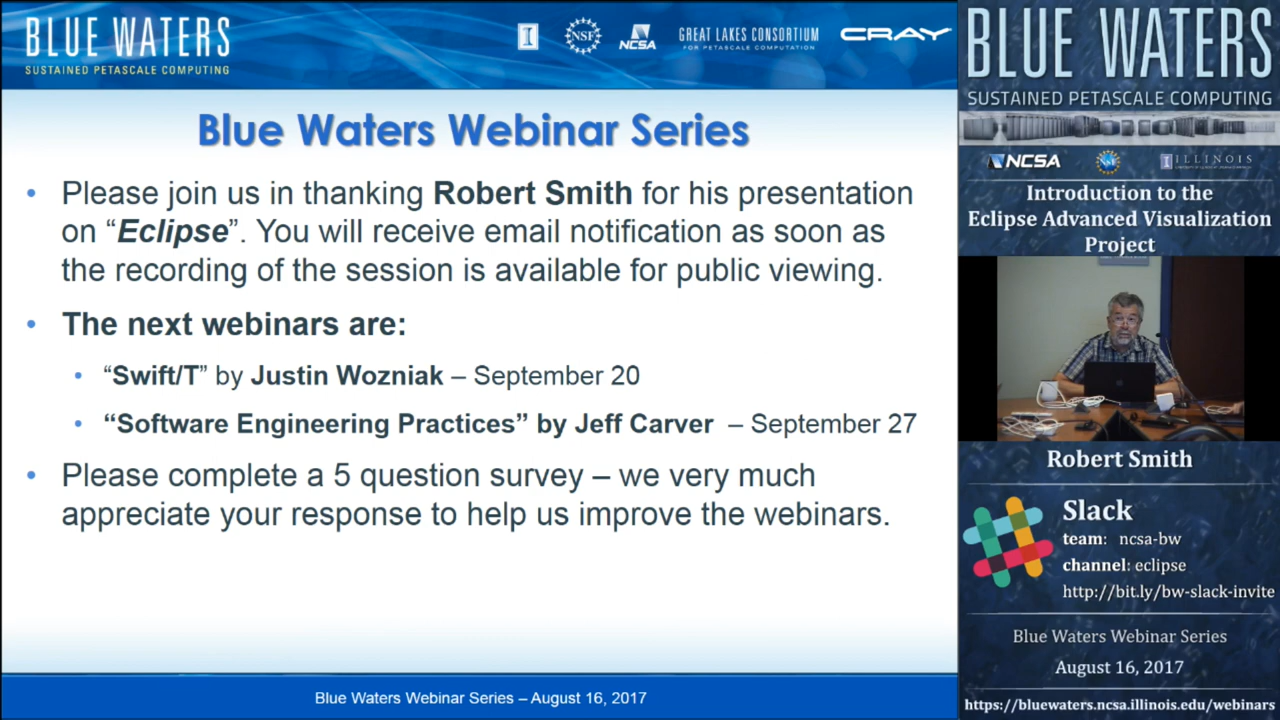 BLUE WATERS
SUSTAINED PETASCALE COMPUTING
I
NSF
NCSA
GREAT LAKES CONSORTIUM
FOR PETASCALE COMPUTATION
CRAY
Blue Waters Webinar Series
• Please join us in thanking Robert Smith for his presentation
on “Eclipse”. You will receive email notification as soon as
the recording of the session is available for public viewing.
• The next webinars are:
• “Swift/T” by Justin Wozniak – September 20
• “Software Engineering Practices” by Jeff Carver – September 27
• Please complete a 5 question survey – we very much
appreciate your response to help us improve the webinars.
Blue Waters Webinar Series – August 16, 2017
BLUE WATERS
SUSTAINED PETASCALE COMPUTING
NCSA
NSF
I ILLINOIS
Introduction to the
Eclipse Advanced Visualization
Project
Robert Smith
Slack
team: ncsa-bw
channel: eclipse
http://bit.ly/bw-slack-invite
Blue Waters Webinar Series
August 16, 2017
https://bluewaters.ncsa.illinois.edu/webinars